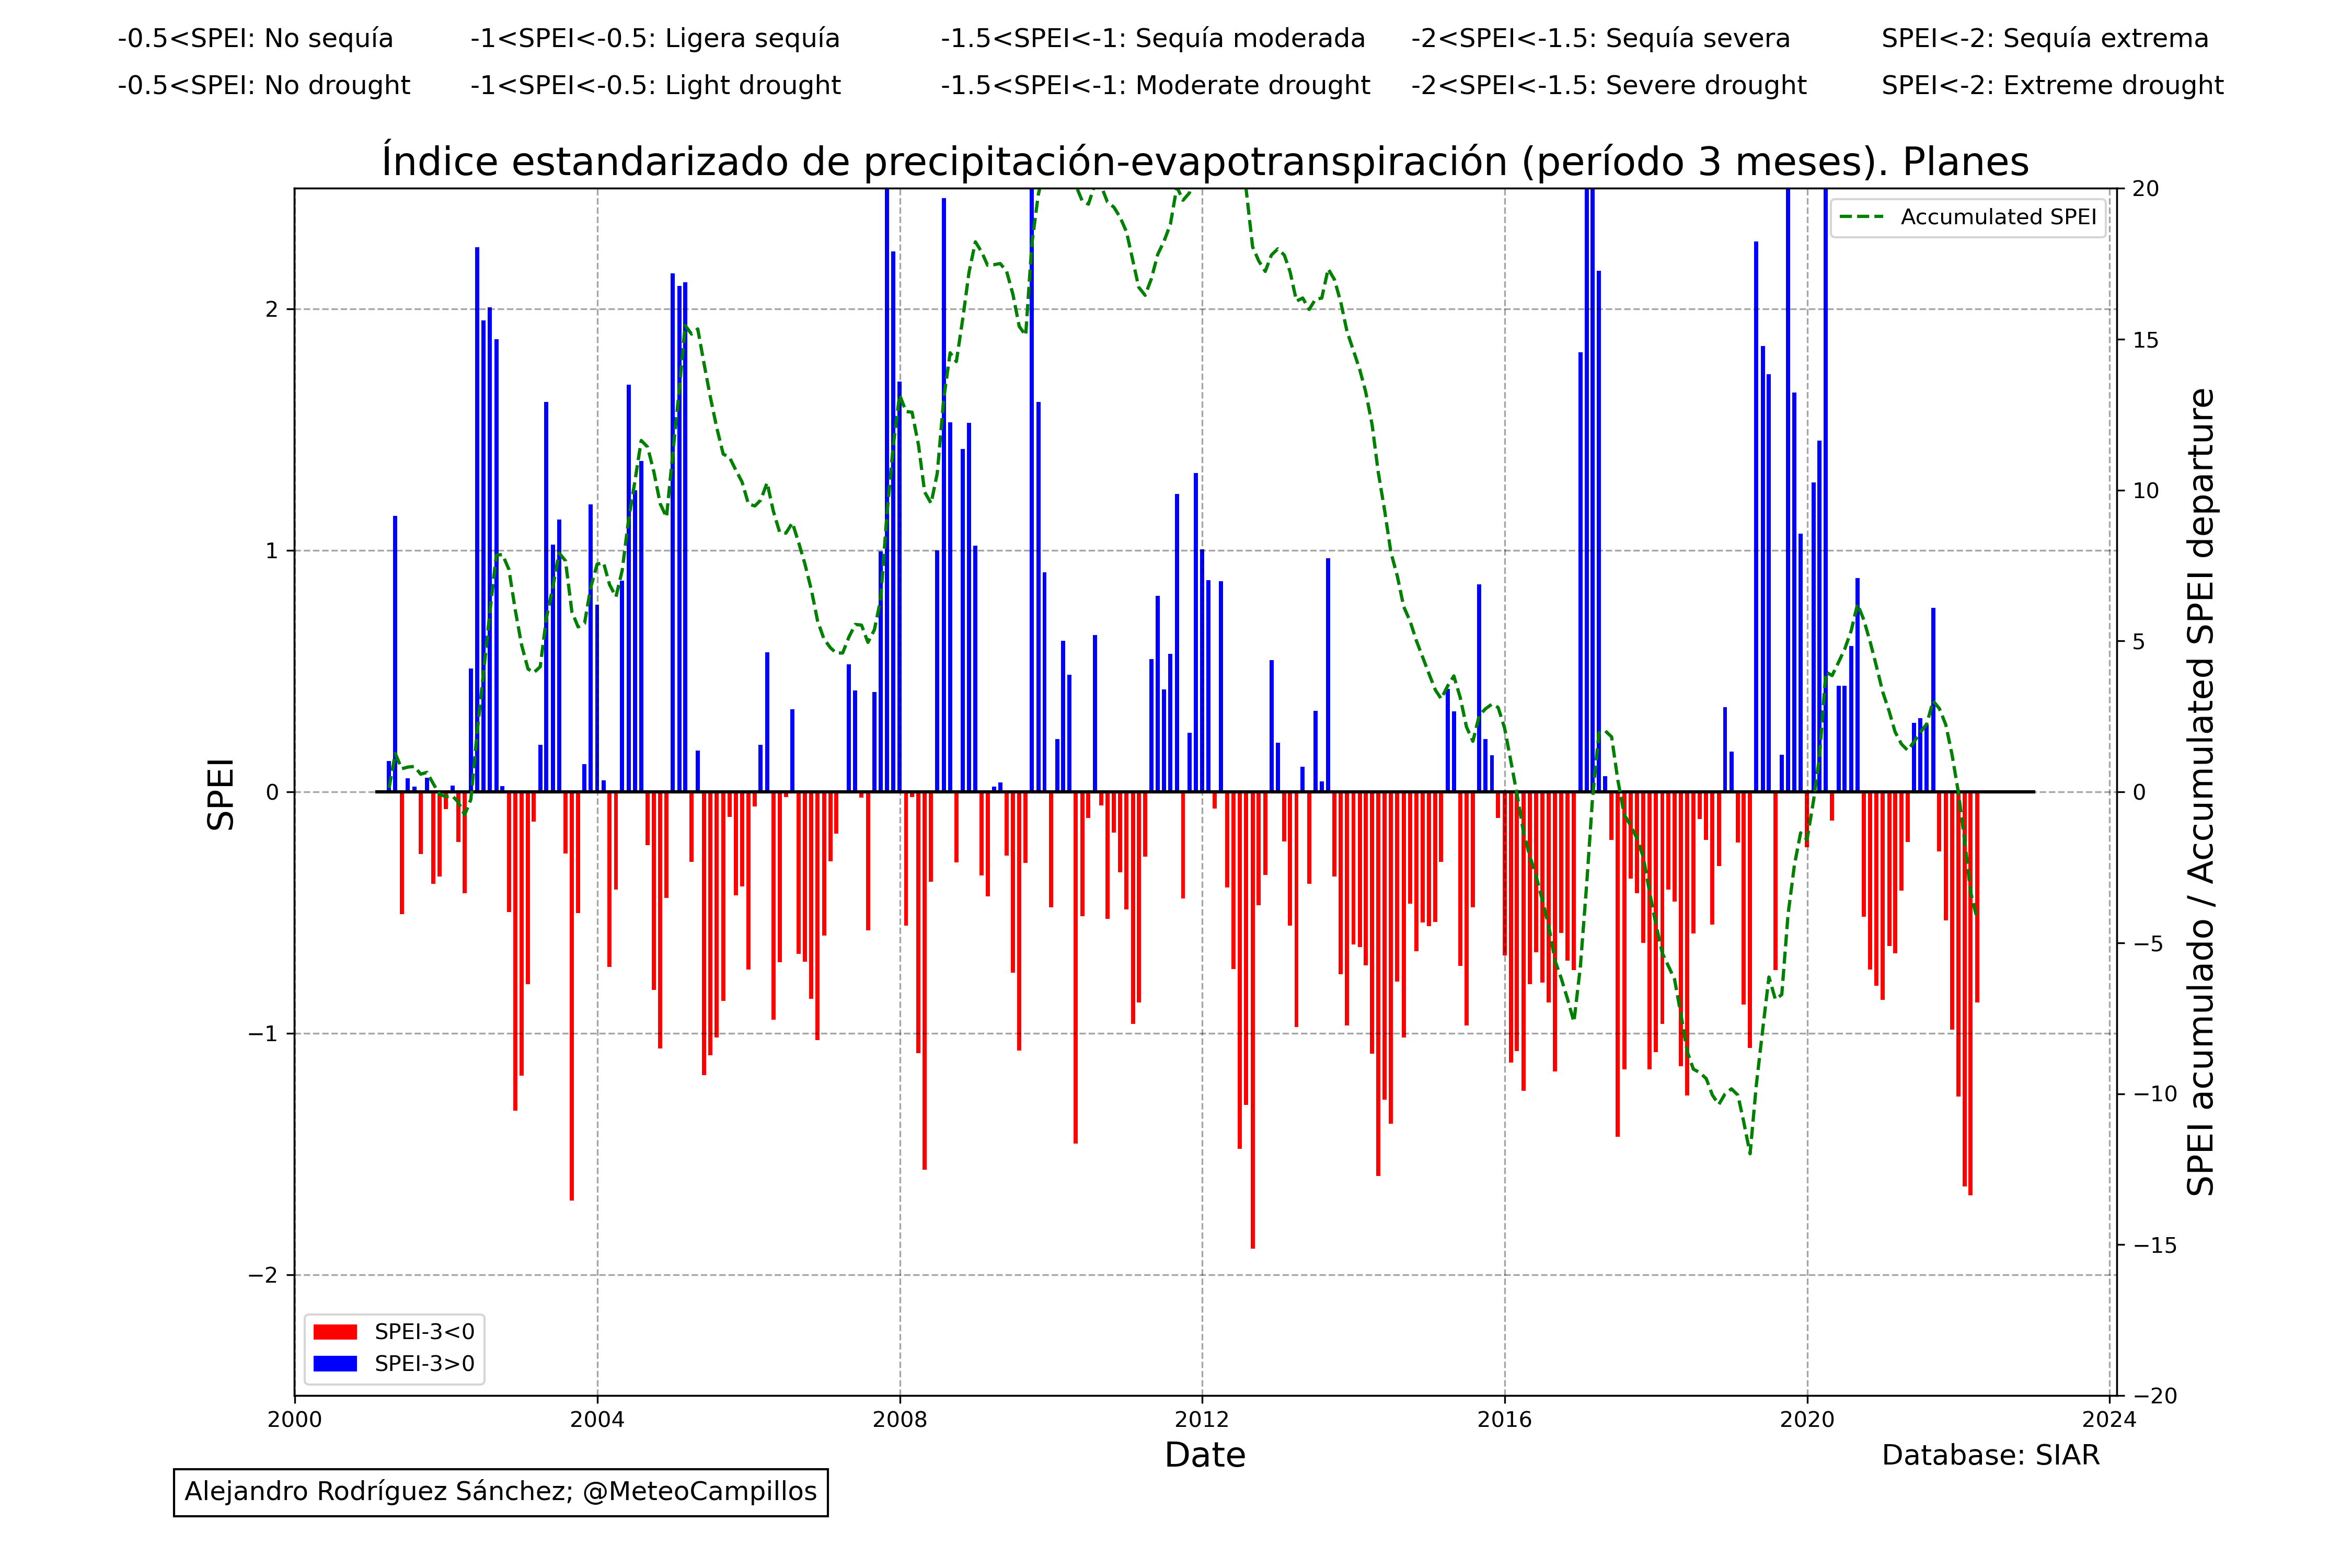 -0.5<SPEI: No sequía -1<SPEI<-0.5: Ligera sequía -1.5<SPEI<-1: Sequía moderada -2<SPEI<-1.5: Sequía severa SPEI<-2: Sequía extrema
-0.5<SPEI: No drought -1<SPEI<-0.5: Light drought -1.5<SPEI<-1: Moderate drought -2<SPEI<-1.5: Severe drought SPEI<-2: Extreme drought
Índice estandarizado de precipitación-evapotranspiración (período 3 meses). Planes
Accumulated SPEI
SPEI
2
1
0
−1
−2
20
15
10
5
0
−5
−10
−15
−20
SPEI acumulado / Accumulated SPEI departure
SPEI-3<0
SPEI-3>0
2000 2004 2008 2012 2016 2020 2024
Date
Database: SIAR
Alejandro Rodríguez Sánchez; @MeteoCampillos